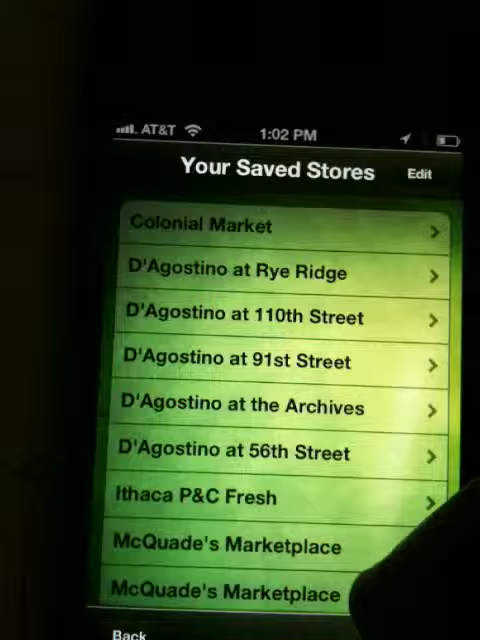 AT&T 1:02 PM
Your Saved Stores Edit
Colonial Market
D'Agostino at Rye Ridge
D'Agostino at 110th Street
D'Agostino at 91st Street
D'Agostino at the Archives
D'Agostino at 56th Street
Ithaca P&C Fresh
McQuade's Marketplace
McQuade's Marketplace
Back